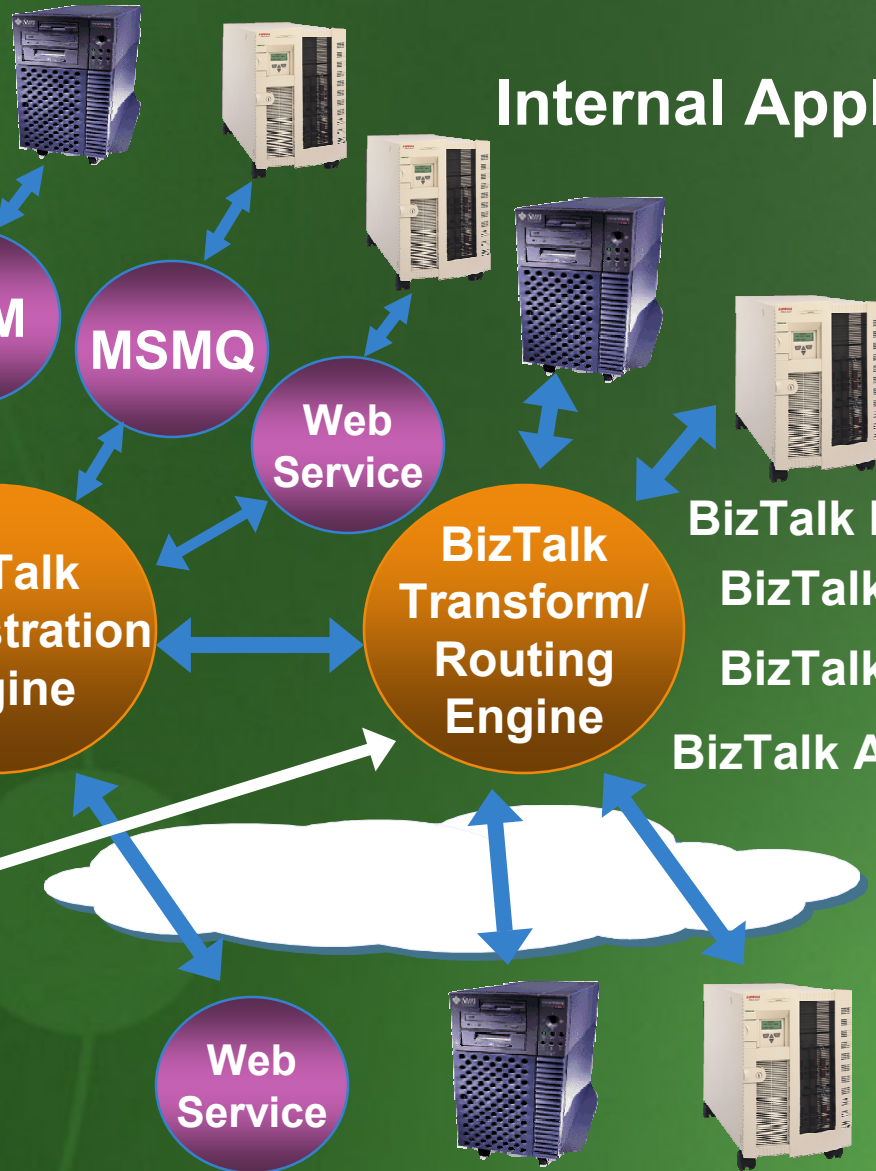 Internal Appl
M
MSMQ
Web
Service
Talk
stration
gine
BizTalk
Transform/
Routing
Engine
BizTalk
BizTalk
BizTalk
BizTalk A
Web
Service